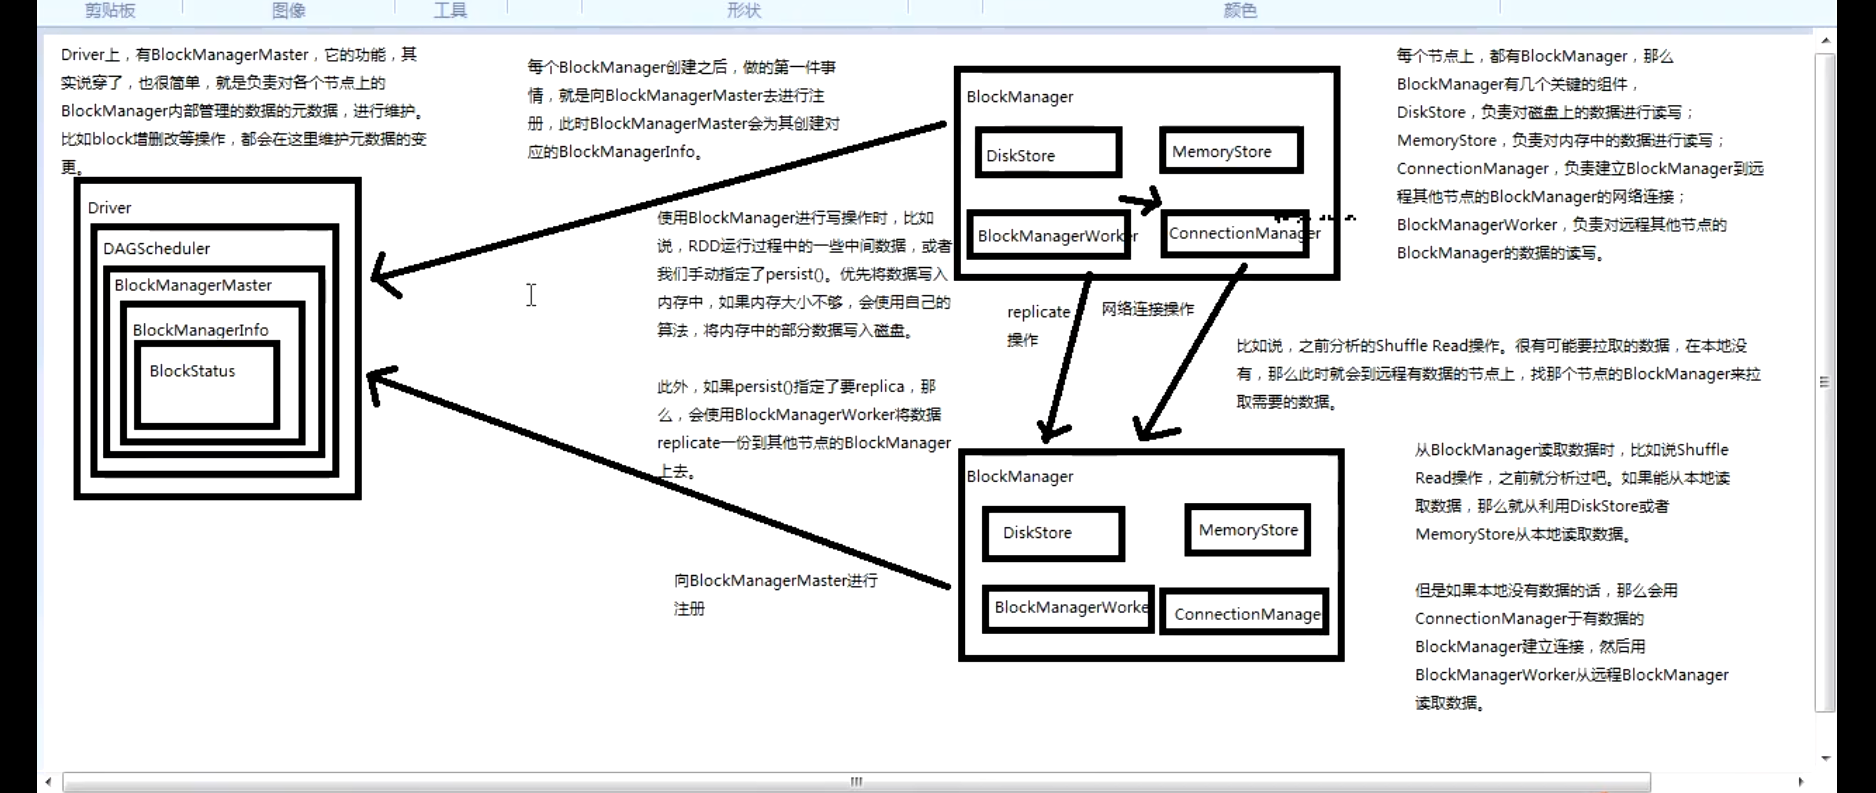 剪贴板
图像
工具
形状
颜色
Driver上，有BlockManagerMaster，它的功能，其
实说穿了，也很简单，就是负责对各个节点上的
BlockManager内部管理的数据的元数据，进行维护。
比如block增删改等操作，都会在这里维护元数据的变
更。
Driver
DAGScheduler
BlockManagerMaster
BlockManagerInfo
BlockStatus
每个BlockManager创建之后，做的第一件事
情，就是向BlockManagerMaster去进行注
册，此时BlockManagerMaster会为其创建对
应的BlockManagerInfo。
使用BlockManager进行写操作时，比如
说，RDD运行过程中的一些中间数据，或者
我们手动指定了persist()。优先将数据写入
内存中，如果内存大小不够，会使用自己的
算法，将内存中的部分数据写入磁盘。
此外，如果persist()指定了要replica，那
么，会使用BlockManagerWorker将数据
replicate一份到其他节点的BlockManager
上去。
向BlockManagerMaster进行
注册
BlockManager
DiskStore
MemoryStore
BlockManagerWorker
ConnectionManager
replicate
操作
网络连接操作
BlockManager
DiskStore
MemoryStore
BlockManagerWorke
ConnectionManage
每个节点上，都有BlockManager，那么
BlockManager有几个关键的组件，
DiskStore，负责对磁盘上的数据进行读写；
MemoryStore，负责对内存中的数据进行读写；
ConnectionManager，负责建立BlockManager到远
程其他节点的BlockManager的网络连接；
BlockManagerWorker，负责对远程其他节点的
BlockManager的数据的读写。
比如说，之前分析的Shuffle Read操作。很有可能要拉取的数据，在本地没
有，那么此时就会到远程有数据的节点上，找那个节点的BlockManager来拉
取需要的数据。
从BlockManager读取数据时，比如说Shuffle
Read操作，之前就分析过吧。如果能从本地读
取数据，那么就从利用DiskStore或者
MemoryStore从本地读取数据。
但是如果本地没有数据的话，那么会用
ConnectionManager于有数据的
BlockManager建立连接，然后用
BlockManagerWorker从远程BlockManager
读取数据。